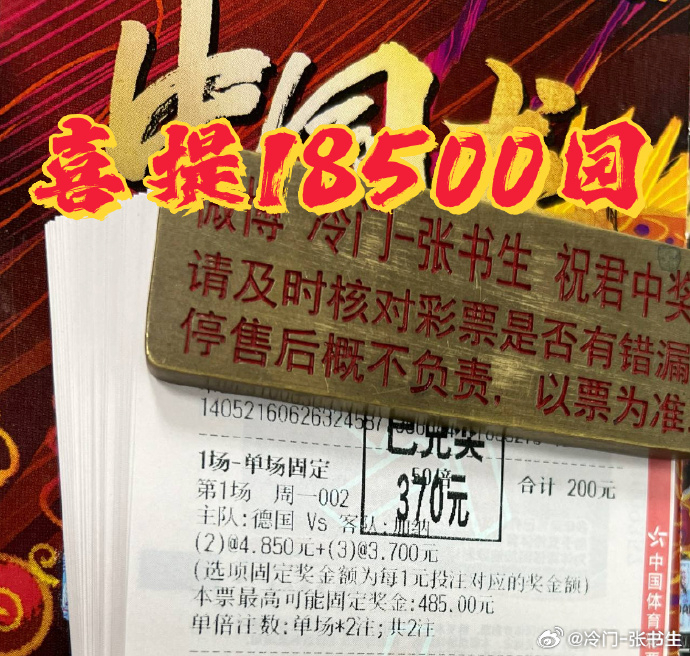 中国
喜提18500园
微博 冷门-张书生 祝君中奖
请及时核对彩票是否有错漏
停售后概不负责. 以票为准
1场-单场固定 50倍 合计 200元
已兑奖
370元
第1场 周一002
主队:德国 Vs 客队:加纳
(2)@4.850元+(3)@3.700元
(选项固定奖金额为每1元投注对应的奖金额)
本票最高可能固定奖金:485.00元
单倍注数:单场*2注;共2注
中国体育
@冷门-张书生